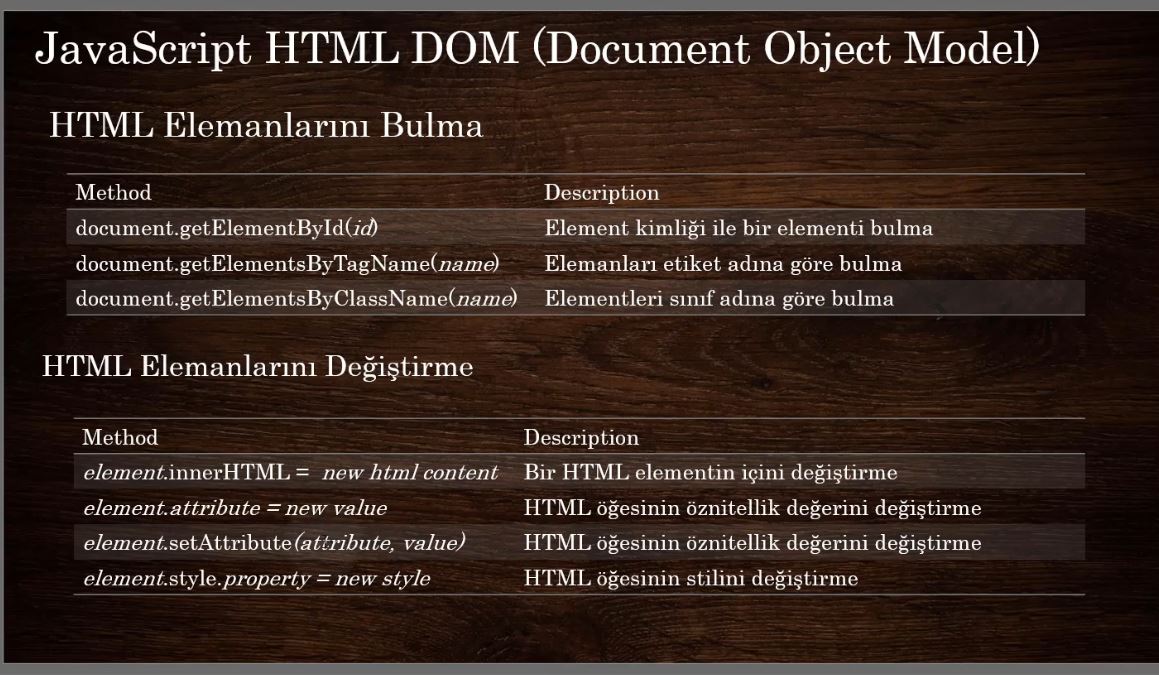 JavaScript HTML DOM (Document Object Model)
HTML Elemanlarını Bulma
Method Description
document.getElementById(id) Element kimliği ile bir elementi bulma
document.getElementsByTagName(name) Elemanları etiket adına göre bulma
document.getElementsByClassName(name) Elementleri sınıf adına göre bulma
HTML Elemanlarını Değiştirme
Method Description
element.innerHTML = new html content Bir HTML elementin içini değiştirme
element.attribute = new value HTML öğesinin öznitellik değerini değiştirme
element.setAttribute(attribute, value) HTML öğesinin öznitellik değerini değiştirme
element.style.property = new style HTML öğesinin stilini değiştirme